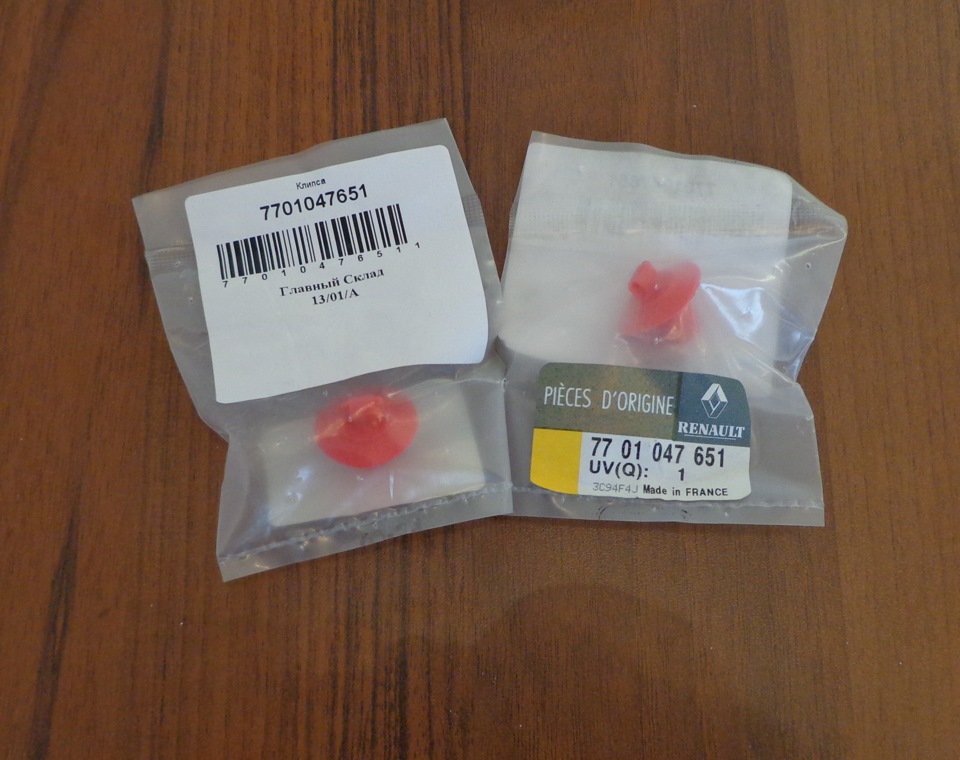 Клипса
7701047651
7 7 0 1 0 4 7 6 5 1 1
Главный Склад
13/01/A
PIÈCES D'ORIGINE
RENAULT
77 01 047 651
UV(Q): 1
3C94F4J Made in FRANCE